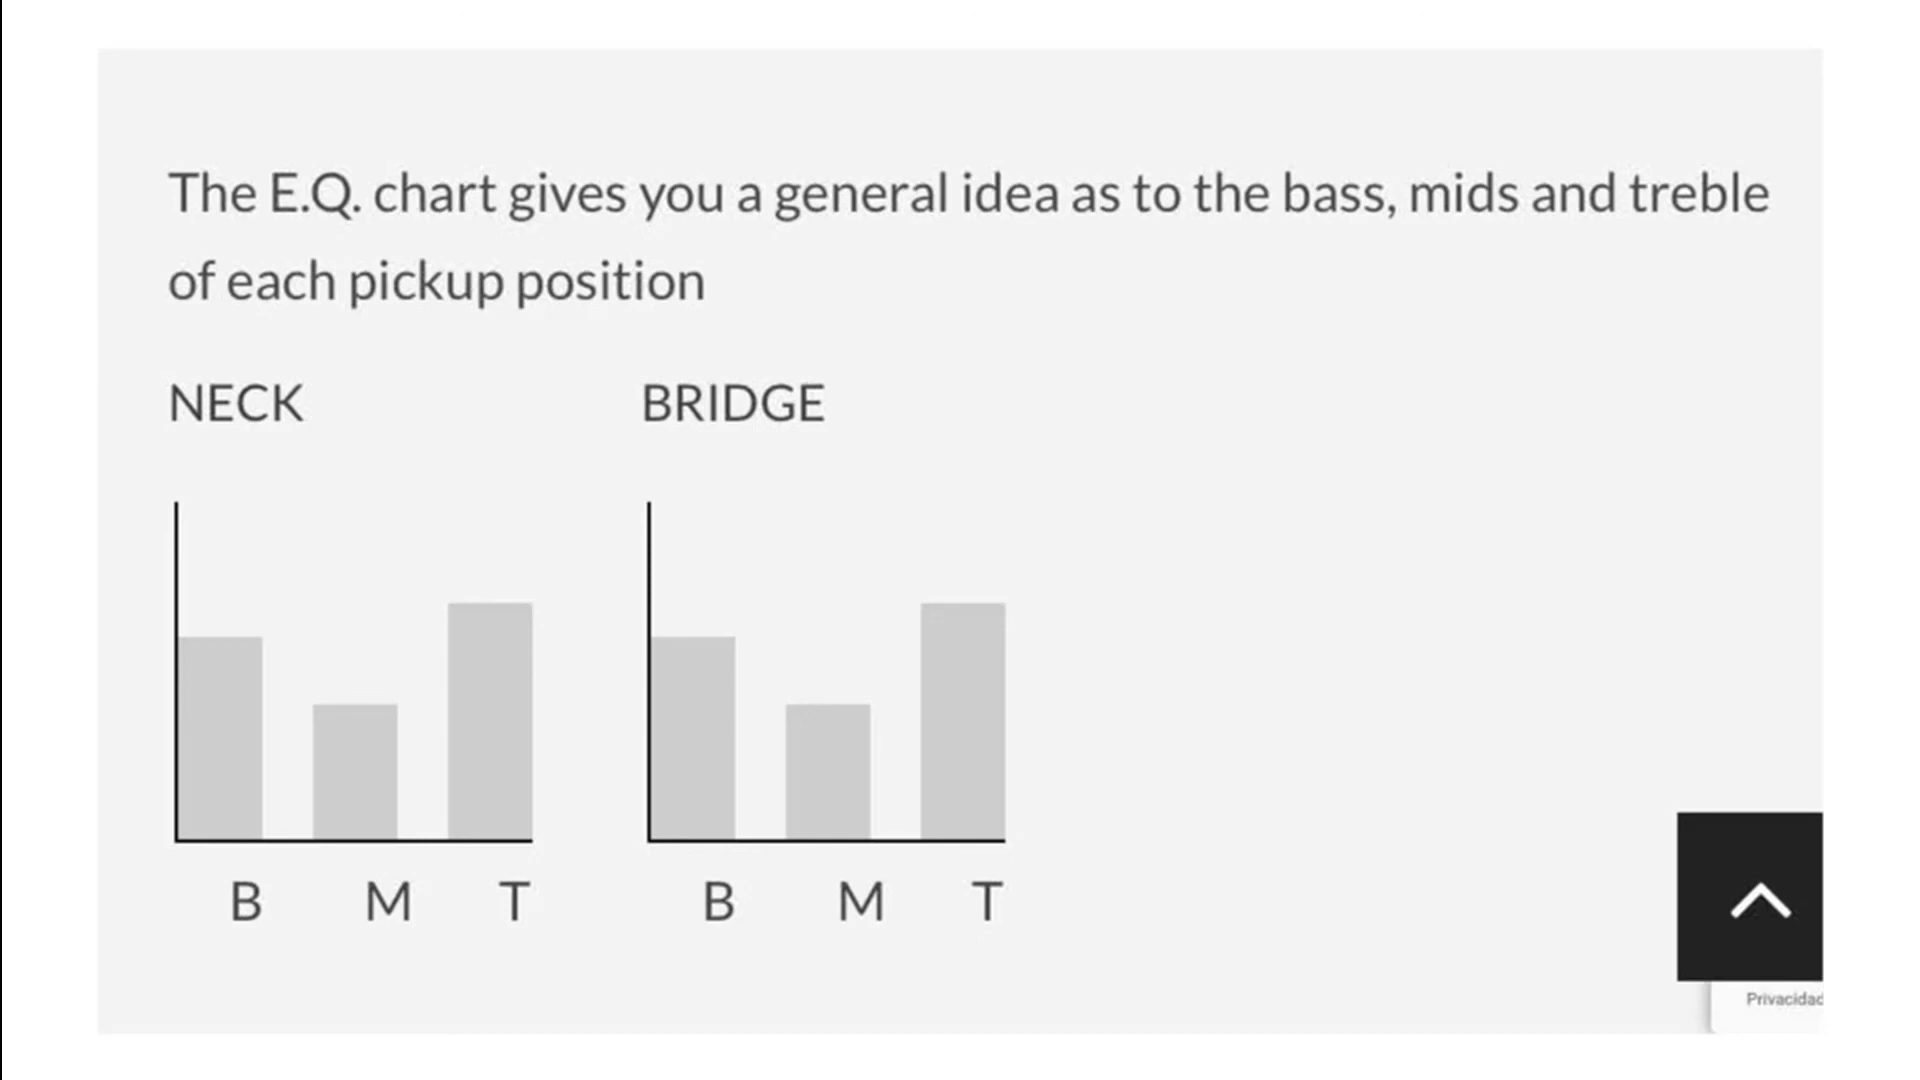 The E.Q. chart gives you a general idea as to the bass, mids and treble
of each pickup position
NECK BRIDGE
B M T B M T
Privacidad